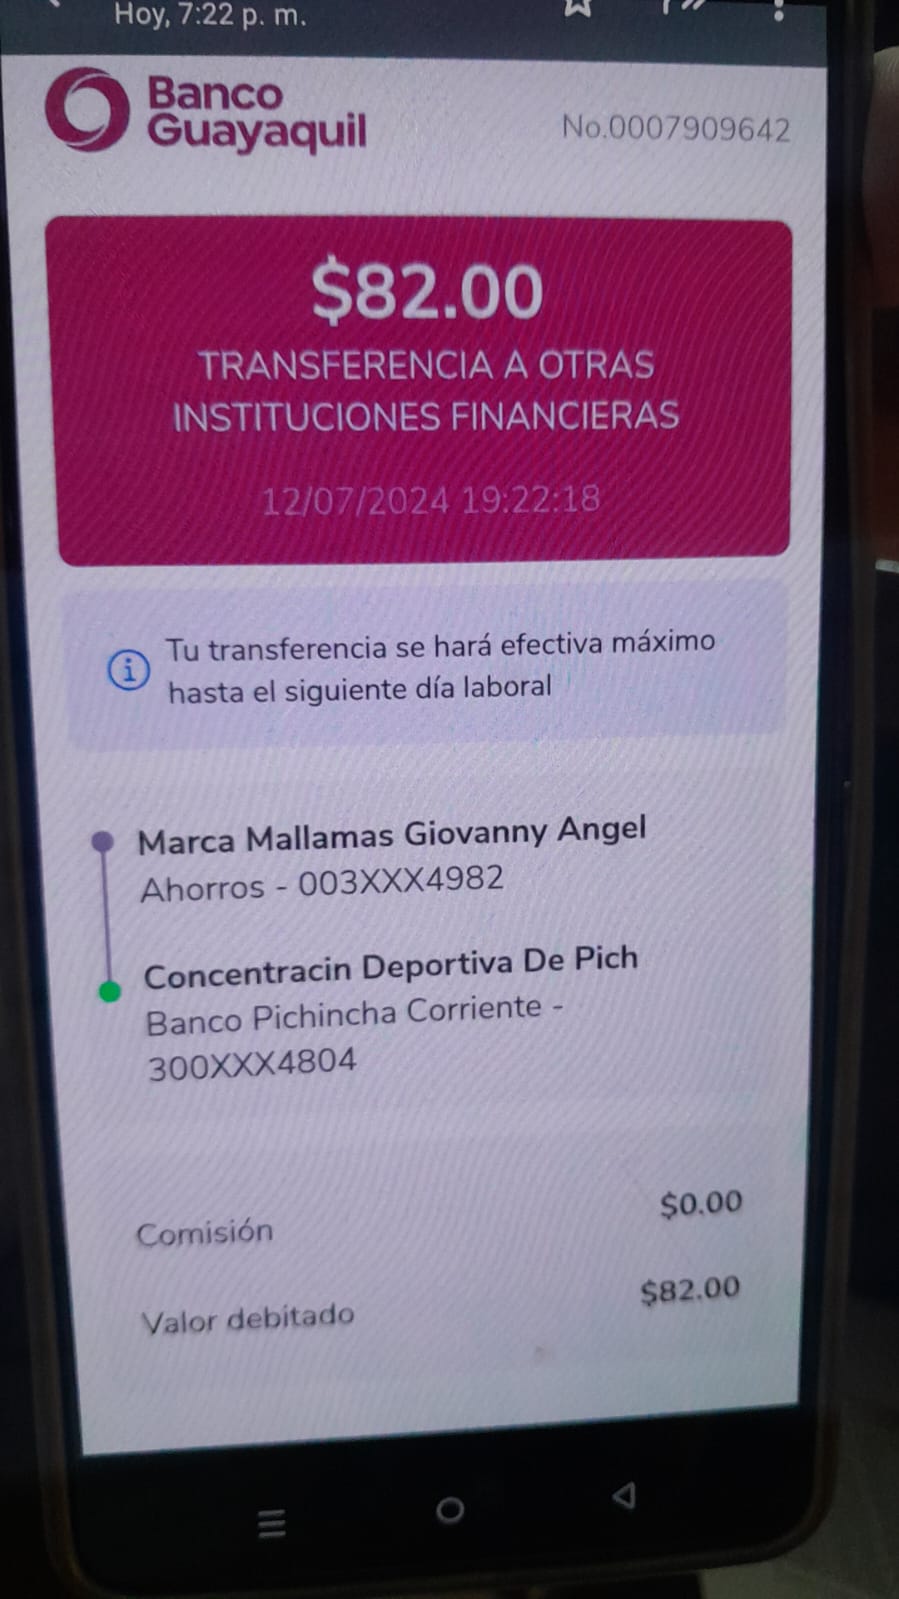 Hoy, 7:22 p. m.
Banco
Guayaquil
No.0007909642
$82.00
TRANSFERENCIA A OTRAS
INSTITUCIONES FINANCIERAS
12/07/2024 19:22:18
Tu transferencia se hará efectiva máximo
hasta el siguiente día laboral
Marca Mallamas Giovanny Angel
Ahorros - 003XXX4982
Concentracin Deportiva De Pich
Banco Pichincha Corriente -
300XXX4804
Comisión
$0.00
Valor debitado
$82.00